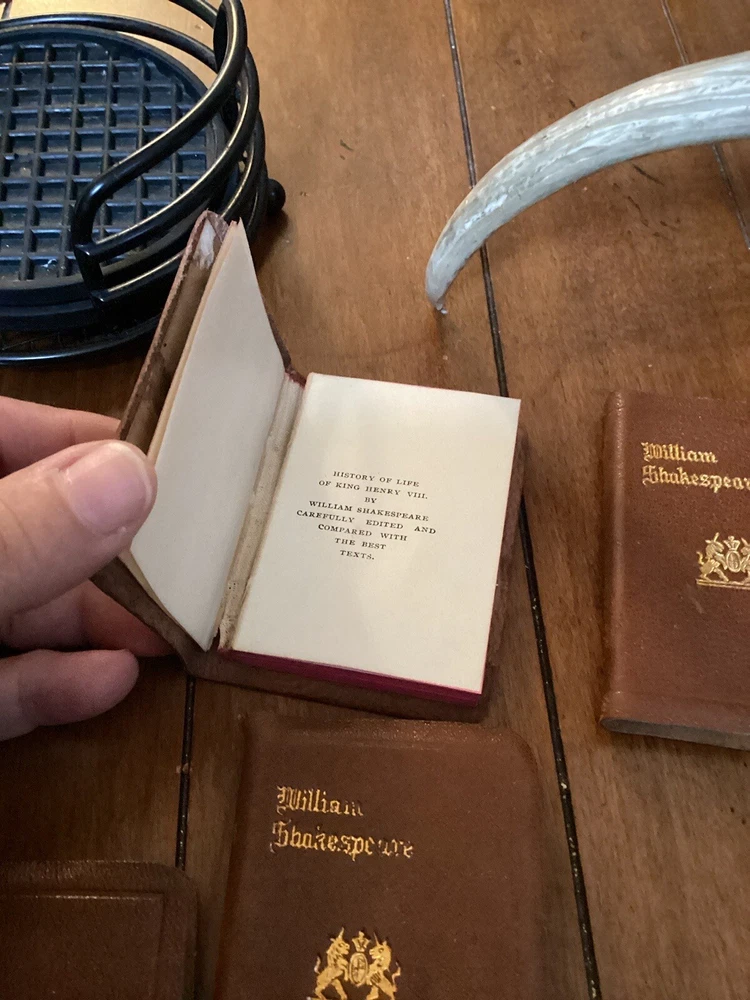 HISTORY OF LIFE
OF KING HENRY VIII.
BY
WILLIAM SHAKESPEARE
CAREFULLY EDITED AND
COMPARED WITH
THE BEST
TEXTS.
William
Shakespear
William
Shakespeare